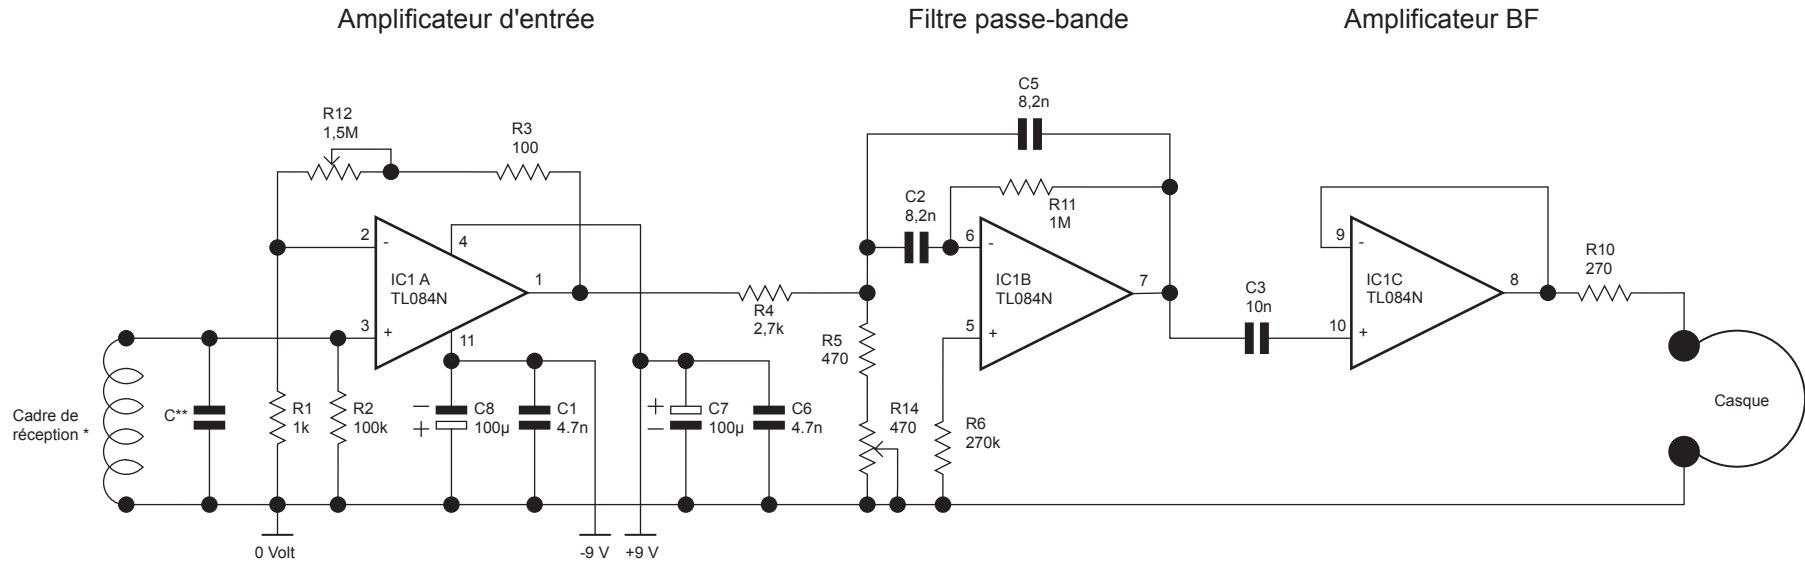 Amplificateur d'entrée
Filtre passe-bande
Amplificateur BF
R12
1,5M
R3
100
2
-
4
IC1 A
TL084N
1
3
+
11
Cadre de
réception *
C**
R1
1k
R2
100k
−
+
C8
100µ
C1
4.7n
+
−
C7
100µ
C6
4.7n
0 Volt
-9 V
+9 V
R4
2,7k
C5
8,2n
C2
8,2n
R11
1M
6
-
IC1B
TL084N
7
5
+
R5
470
R14
470
R6
270k
C3
10n
9
-
IC1C
TL084N
8
10
+
R10
270
Casque